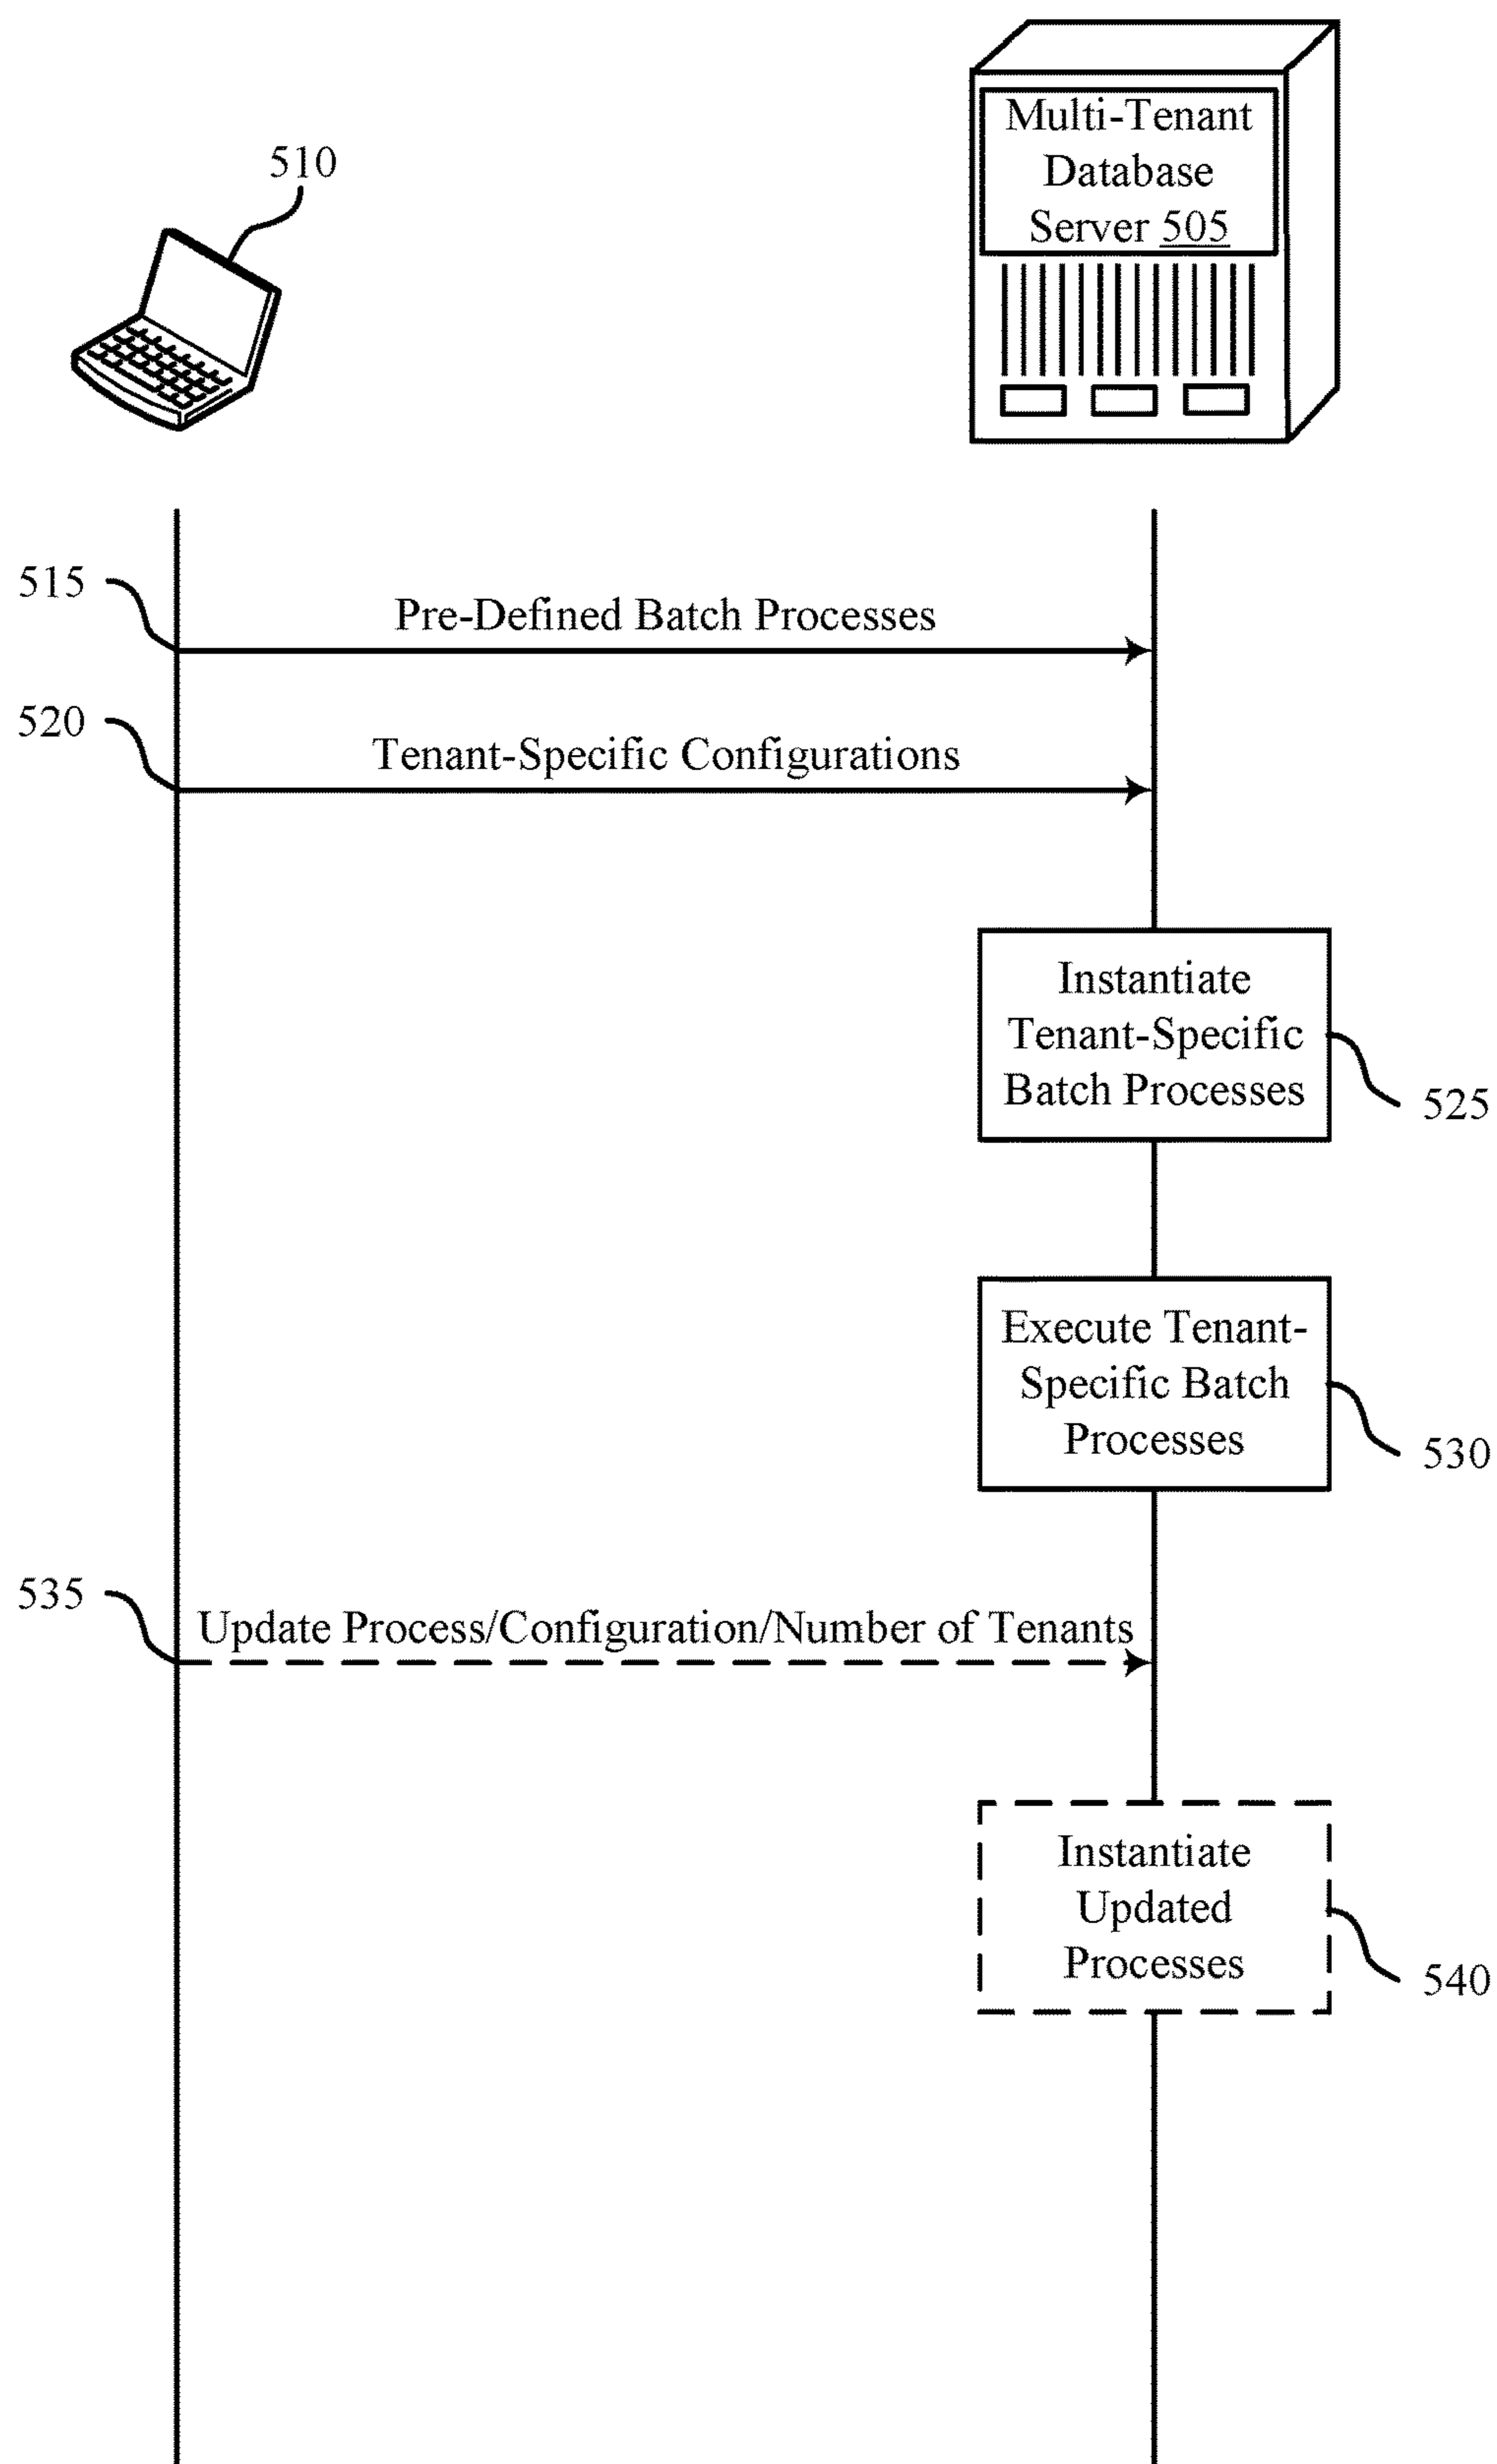 Multi-Tenant
Database
Server 505
510
515
Pre-Defined Batch Processes
520
Tenant-Specific Configurations
Instantiate
Tenant-Specific
Batch Processes
525
Execute Tenant-
Specific Batch
Processes
530
535
Update Process/Configuration/Number of Tenants
Instantiate
Updated
Processes
540